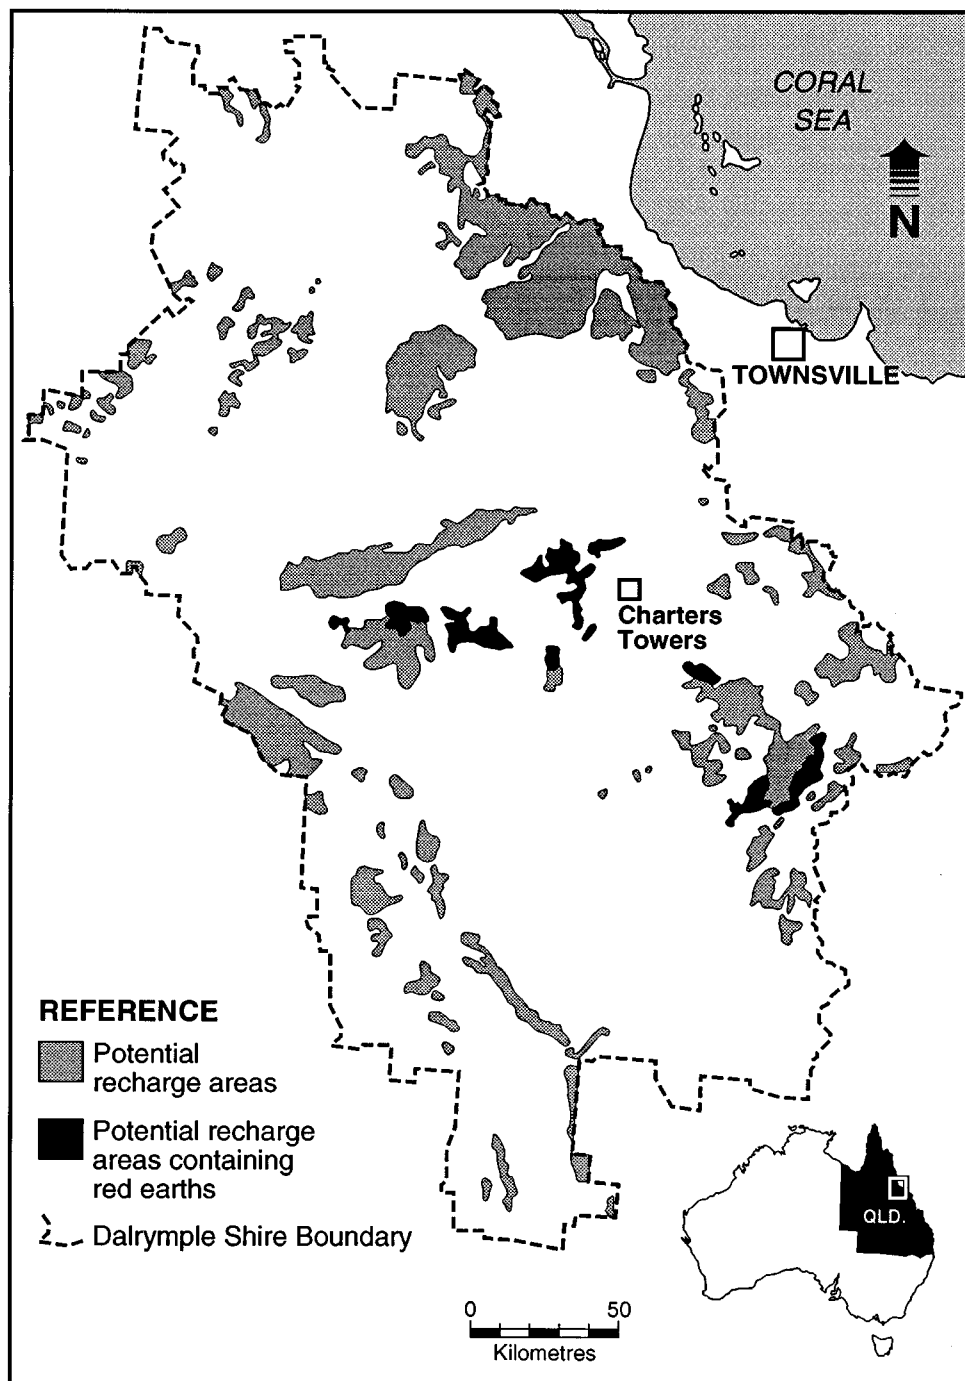 CORAL
SEA
N
TOWNSVILLE
Charters
Towers
REFERENCE
Potential
recharge areas
Potential recharge
areas containing
red earths
Dalrymple Shire Boundary
QLD.
0 50
Kilometres